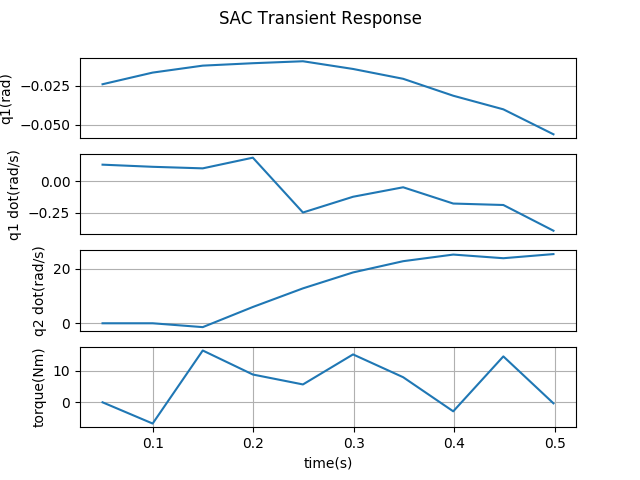 SAC Transient Response
q1(rad)
−0.025
−0.050
q1 dot(rad/s)
0.00
−0.25
q2 dot(rad/s)
20
0
torque(Nm)
10
0
0.1 0.2 0.3 0.4 0.5
time(s)